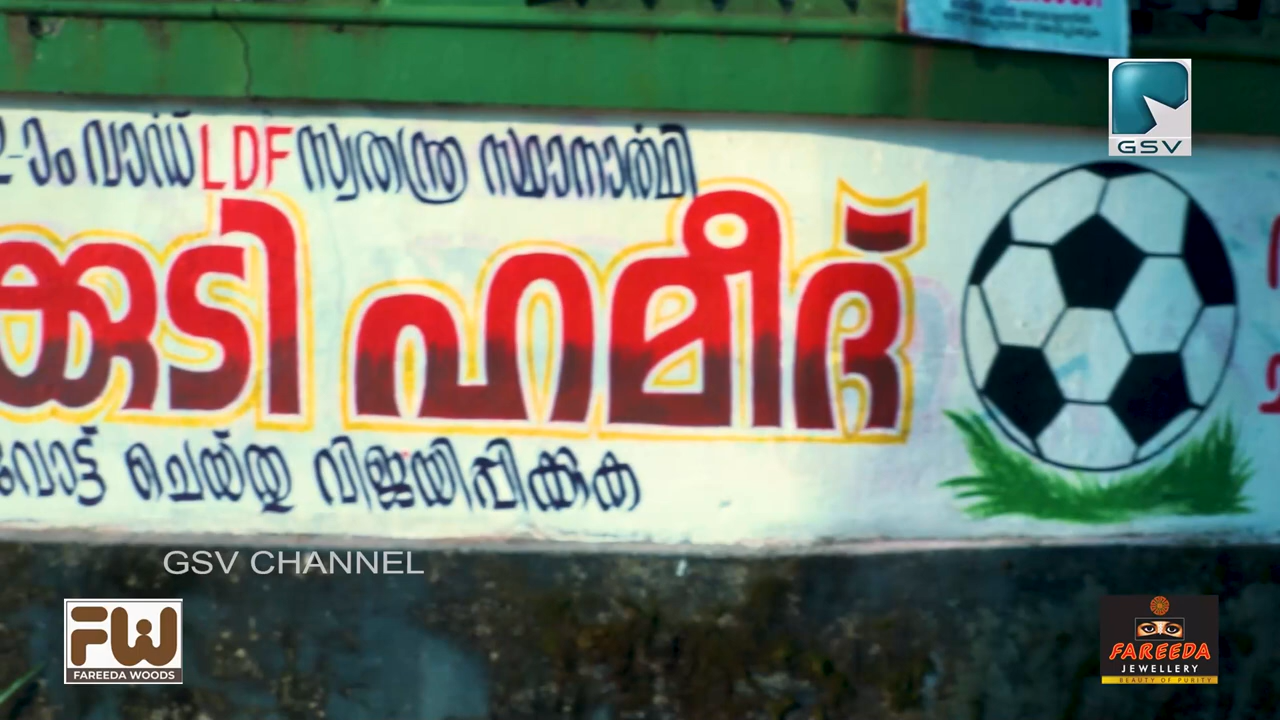 വാർഡ് LDF സ്വതന്ത്ര സ്ഥാനാർത്ഥി
ഹമീദ്
വോട്ട് ചെയ്തു വിജയിപ്പിക്കുക
GSV
GSV CHANNEL
FW
FAREEDA WOODS
FAREEDA
JEWELLERY
BEAUTY OF PURITY